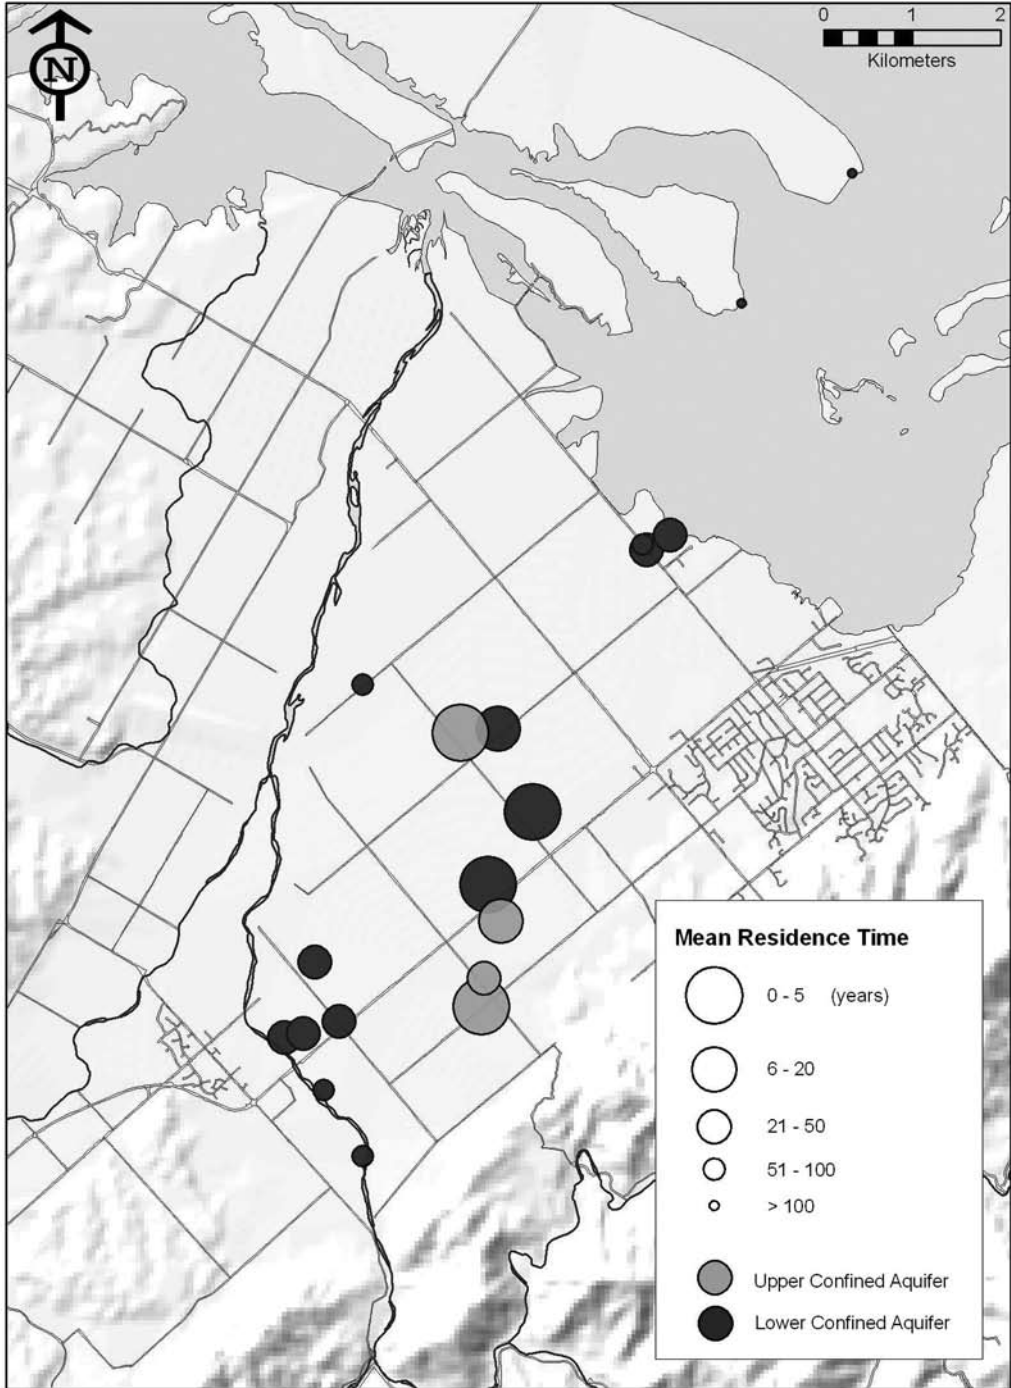 N
0 1 2
Kilometers
Mean Residence Time
0 - 5 (years)
6 - 20
21 - 50
51 - 100
> 100
Upper Confined Aquifer
Lower Confined Aquifer